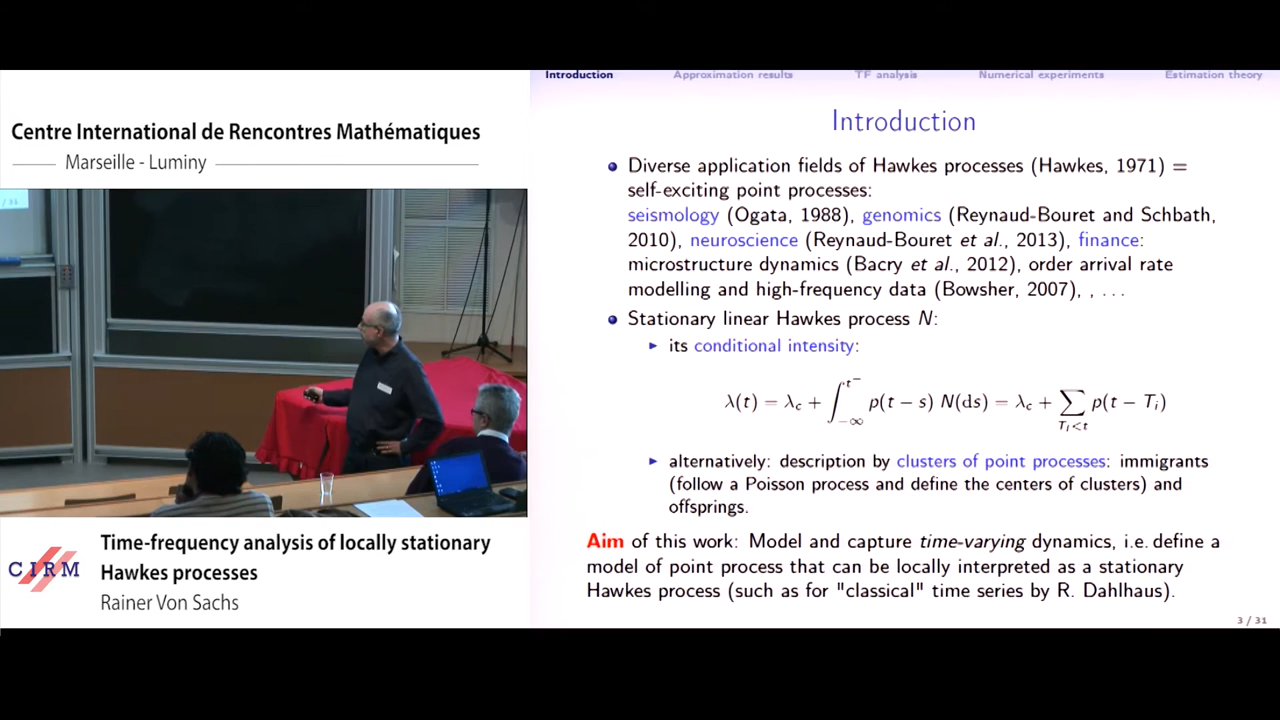 Centre International de Rencontres Mathématiques
Marseille - Luminy
/ 31
CIRM
Time-frequency analysis of locally stationary
Hawkes processes
Rainer Von Sachs
Introduction Approximation results TF analysis Numerical experiments Estimation theory
Introduction
Diverse application fields of Hawkes processes (Hawkes, 1971) =
self-exciting point processes:
seismology (Ogata, 1988), genomics (Reynaud-Bouret and Schbath,
2010), neuroscience (Reynaud-Bouret et al., 2013), finance:
microstructure dynamics (Bacry et al., 2012), order arrival rate
modelling and high-frequency data (Bowsher, 2007), , ...
Stationary linear Hawkes process N:
its conditional intensity:
λ(t) = λ_c + ∫_{-∞}^{t^-} p(t − s) N(ds) = λ_c + ∑_{T_i<t} p(t − T_i)
alternatively: description by clusters of point processes: immigrants
(follow a Poisson process and define the centers of clusters) and
offsprings.
Aim of this work: Model and capture time-varying dynamics, i.e. define a
model of point process that can be locally interpreted as a stationary
Hawkes process (such as for "classical" time series by R. Dahlhaus).
3 / 31